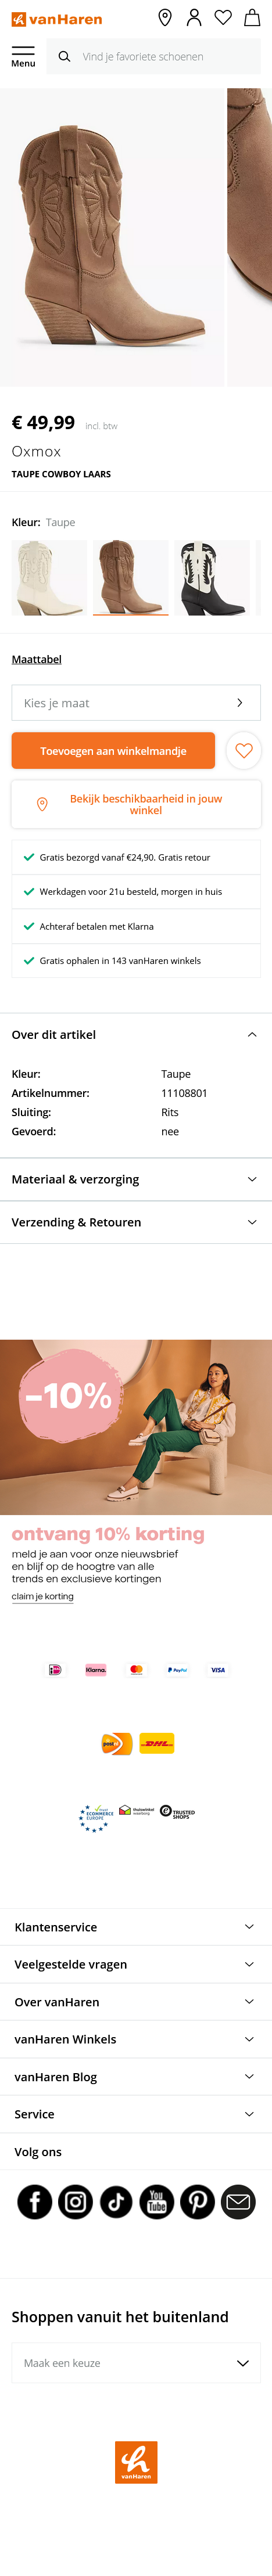 vanHaren
Menu
Vind je favoriete schoenen
€ 49,99 Incl. btw
Oxmox
TAUPE COWBOY LAARS
Kleur: Taupe
Maattabel
Kies je maat
Toevoegen aan winkelmandje
Bekijk beschikbaarheid in jouw
winkel
Gratis bezorgd vanaf €24,90. Gratis retour
Werkdagen voor 21u besteld, morgen in huis
Achteraf betalen met Klarna
Gratis ophalen in 143 vanHaren winkels
Over dit artikel
Kleur: Taupe
Artikelnummer: 11108801
Sluiting: Rits
Gevoerd: nee
Materiaal & verzorging
Verzending & Retouren
-10%
ontvang 10% korting
meld je aan voor onze nieuwsbrief
en blijf op de hoogte van alle
trends en exclusieve kortingen
claim je korting
Klarna. PayPal VISA
postnl DHL
ECOMMERCE EUROPE
thuiswinkel waarborg
TRUSTED SHOPS
Klantenservice
Veelgestelde vragen
Over vanHaren
vanHaren Winkels
vanHaren Blog
Service
Volg ons
You Tube
Shoppen vanuit het buitenland
Maak een keuze
vanHaren